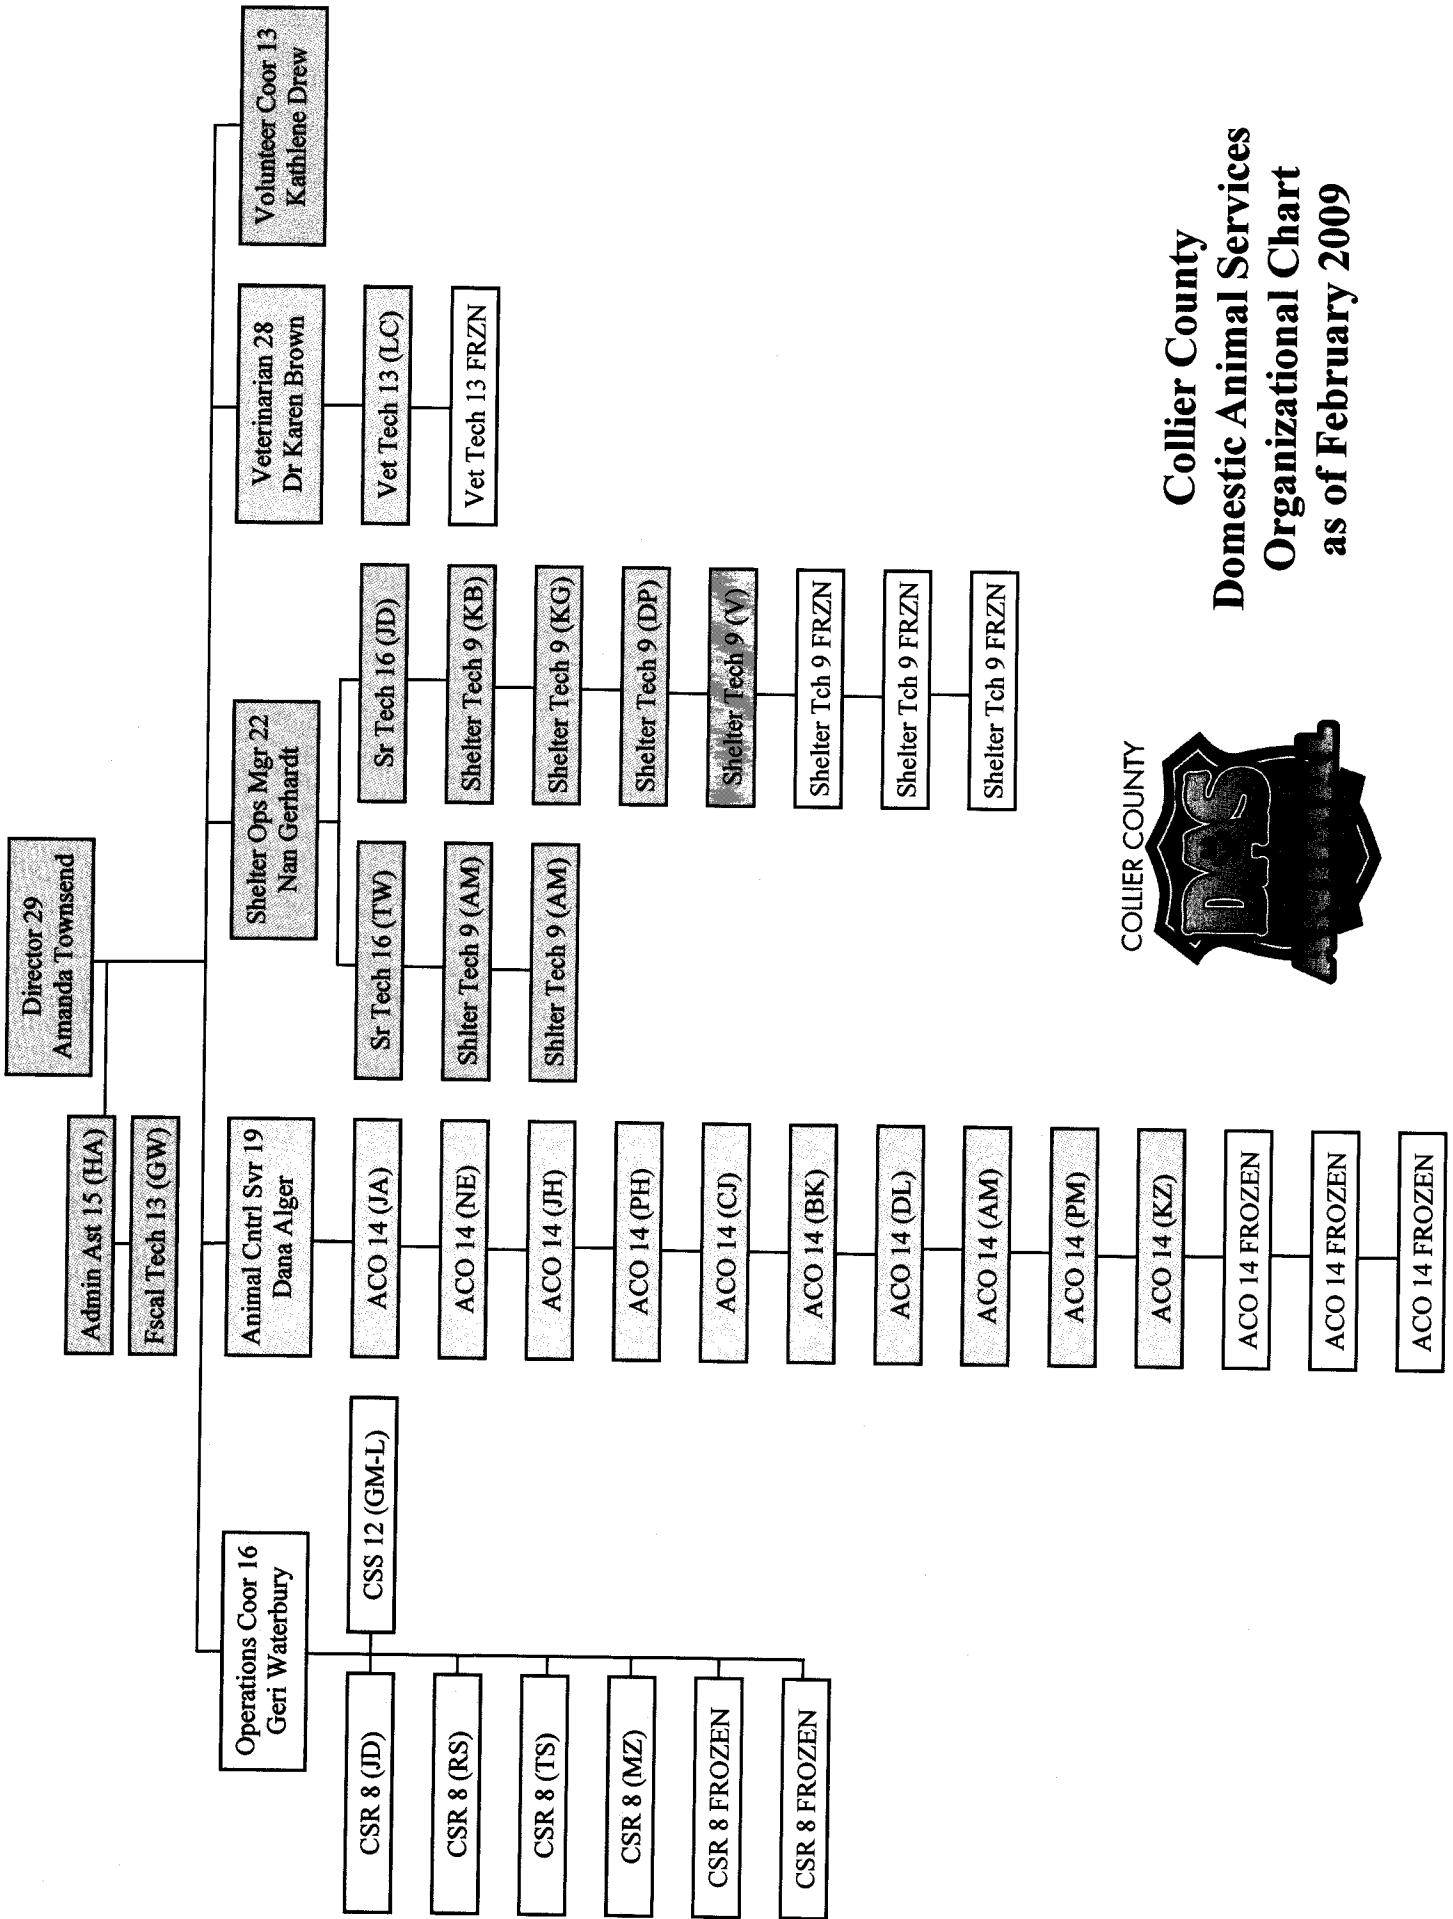 Director 29
Amanda Townsend
Admin Ast 15 (HA)
Fscal Tech 13 (GW)
Operations Coor 16
Geri Waterbury
CSR 8 (JD)
CSS 12 (GM-L)
CSR 8 (RS)
CSR 8 (TS)
CSR 8 (MZ)
CSR 8 FROZEN
CSR 8 FROZEN
Animal Cntrl Svr 19
Dana Alger
ACO 14 (JA)
ACO 14 (NE)
ACO 14 (JH)
ACO 14 (PH)
ACO 14 (CJ)
ACO 14 (BK)
ACO 14 (DL)
ACO 14 (AM)
ACO 14 (PM)
ACO 14 (KZ)
ACO 14 FROZEN
ACO 14 FROZEN
ACO 14 FROZEN
Shelter Ops Mgr 22
Nan Gerhardt
Sr Tech 16 (TW)
Shlter Tech 9 (AM)
Shlter Tech 9 (AM)
Sr Tech 16 (JD)
Shelter Tech 9 (KB)
Shelter Tech 9 (KG)
Shelter Tech 9 (DP)
Shelter Tech 9 (V)
Shelter Tch 9 FRZN
Shelter Tch 9 FRZN
Shelter Tch 9 FRZN
Veterinarian 28
Dr Karen Brown
Vet Tech 13 (LC)
Vet Tech 13 FRZN
Volunteer Coor 13
Kathlene Drew
COLLIER COUNTY
DAS
Collier County
Domestic Animal Services
Organizational Chart
as of February 2009